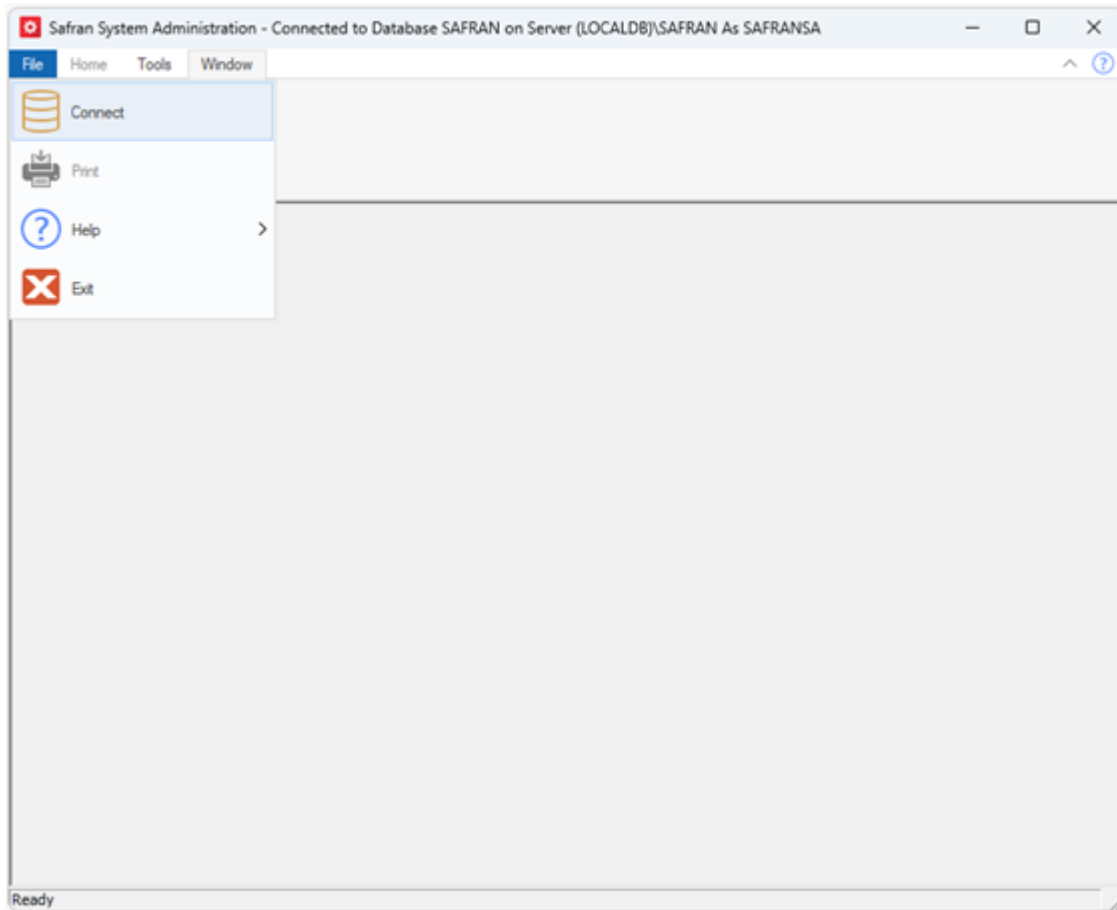 Safran System Administration - Connected to Database SAFRAN on Server (LOCALDB)\SAFRAN As SAFRANSA
File Home Tools Window
Connect
Print
Help
Exit
Ready